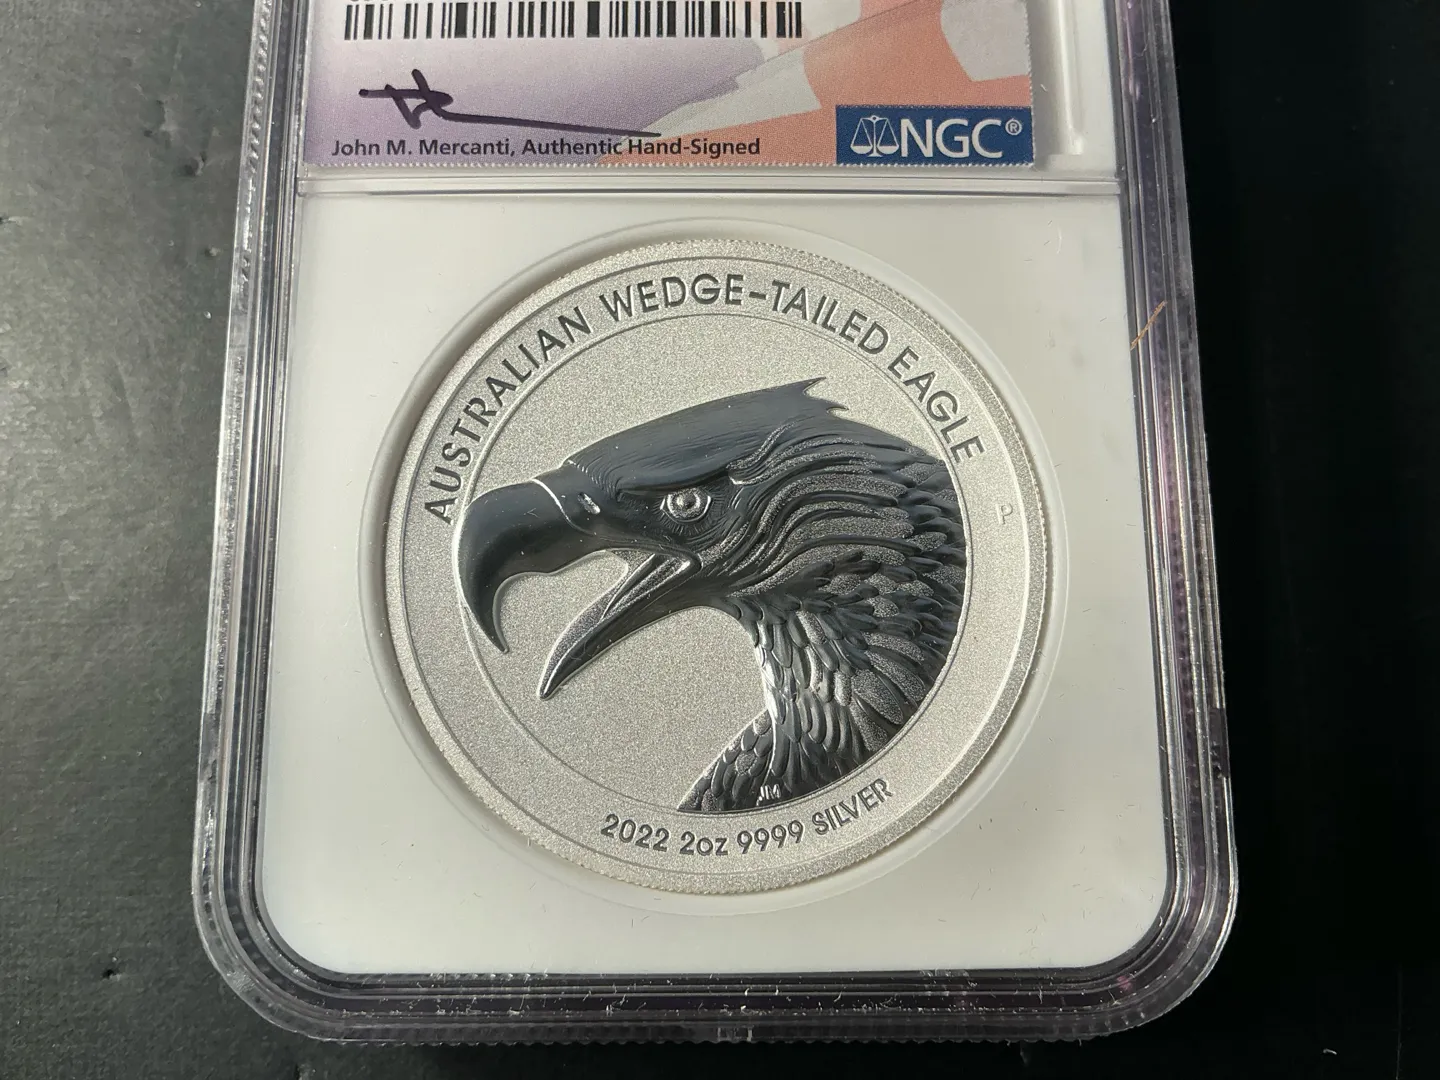 John M. Mercanti, Authentic Hand-Signed
NGC®
AUSTRALIAN WEDGE-TAILED EAGLE
P
JM
2022 2oz 9999 SILVER